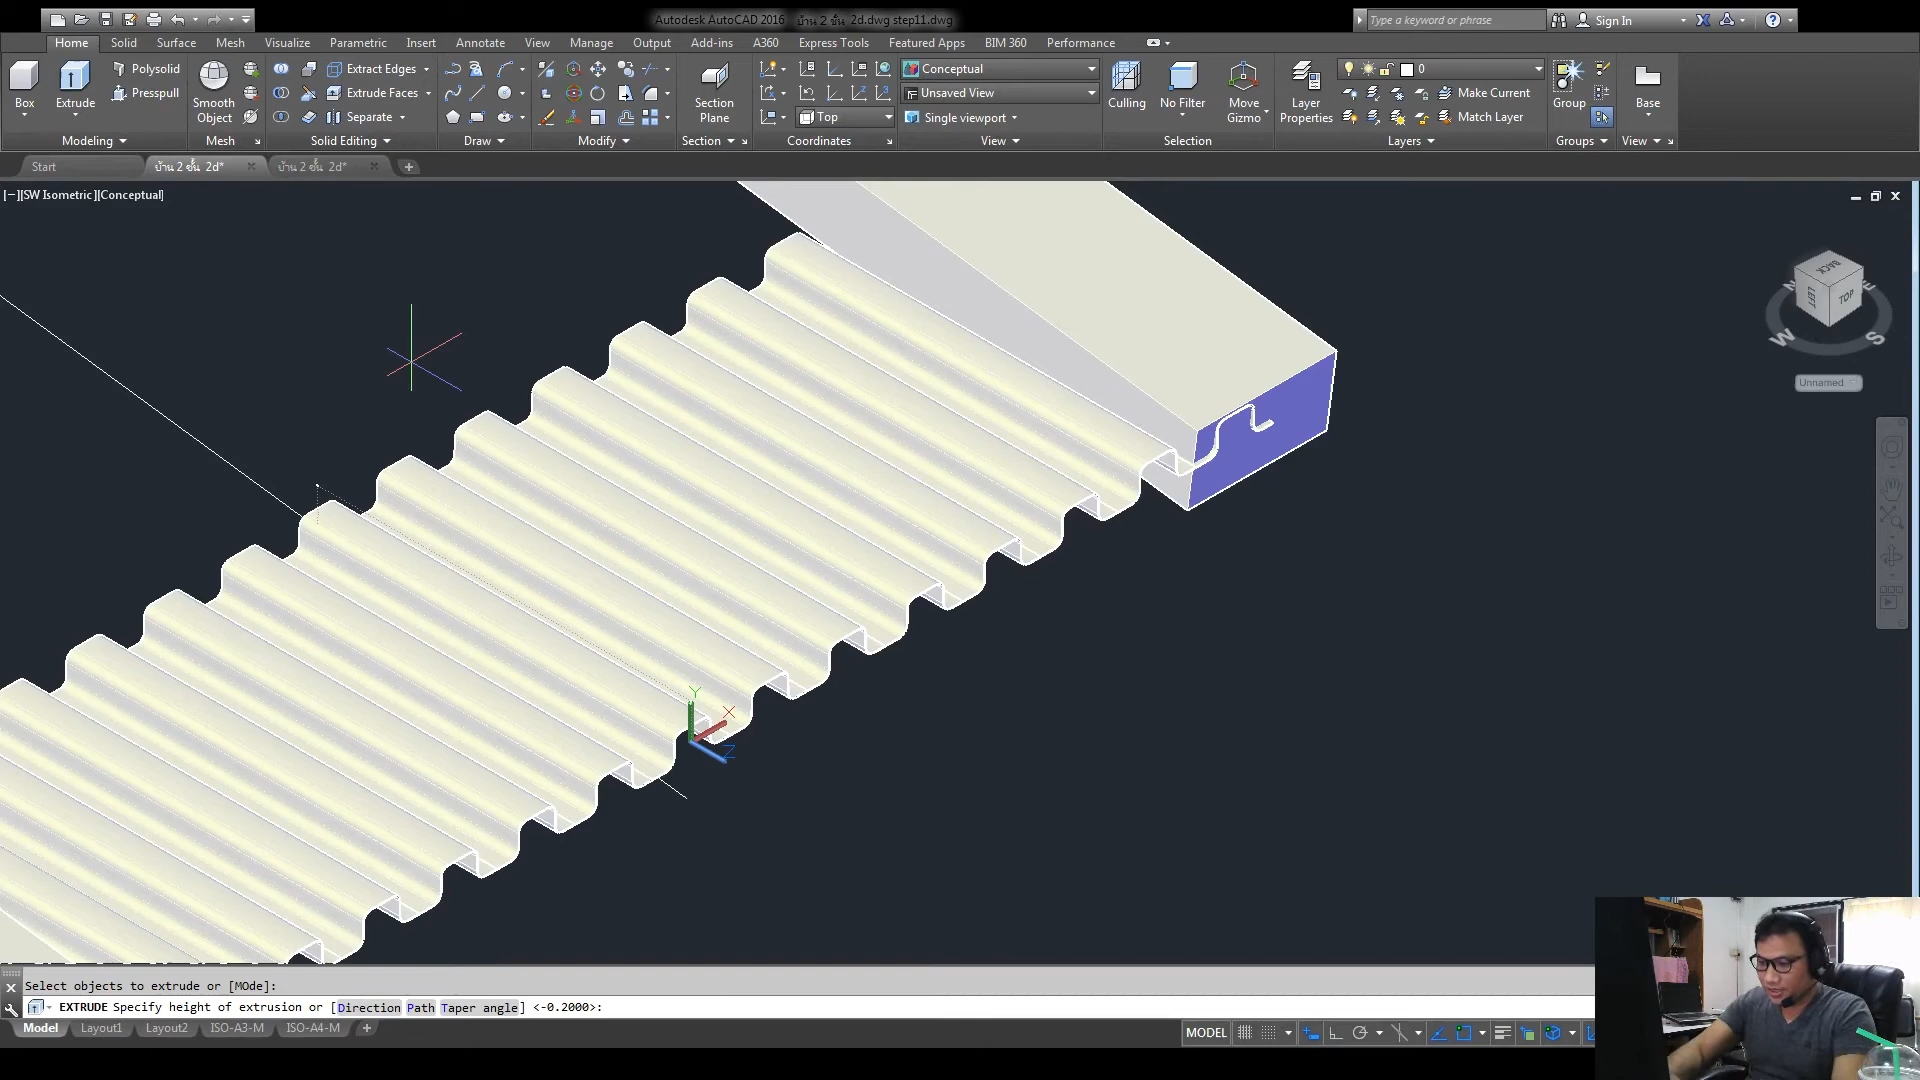 Autodesk AutoCAD 2016 บ้าน 2 ชั้น 2d.dwg step11.dwg
Type a keyword or phrase
Sign In
Home Solid Surface Mesh Visualize Parametric Insert Annotate View Manage Output Add-ins A360 Express Tools Featured Apps BIM 360 Performance
Box
Extrude
Polysolid
Presspull
Smooth Object
Extract Edges
Extrude Faces
Separate
Section Plane
Top
Conceptual
Unsaved View
Single viewport
Culling
No Filter
Move Gizmo
Layer Properties
0
Make Current
Match Layer
Group
Base
Modeling Mesh Solid Editing Draw Modify Section Coordinates View Selection Layers Groups View
Start บ้าน 2 ชั้น 2d* บ้าน 2 ชั้น 2d*
[−][SW Isometric][Conceptual]
BACK
LEFT
TOP
N
E
W
S
Unnamed
Y
X
Z
Select objects to extrude or [MOde]:
EXTRUDE Specify height of extrusion or [Direction Path Taper angle] <-0.2000>:
Model Layout1 Layout2 ISO-A3-M ISO-A4-M
MODEL